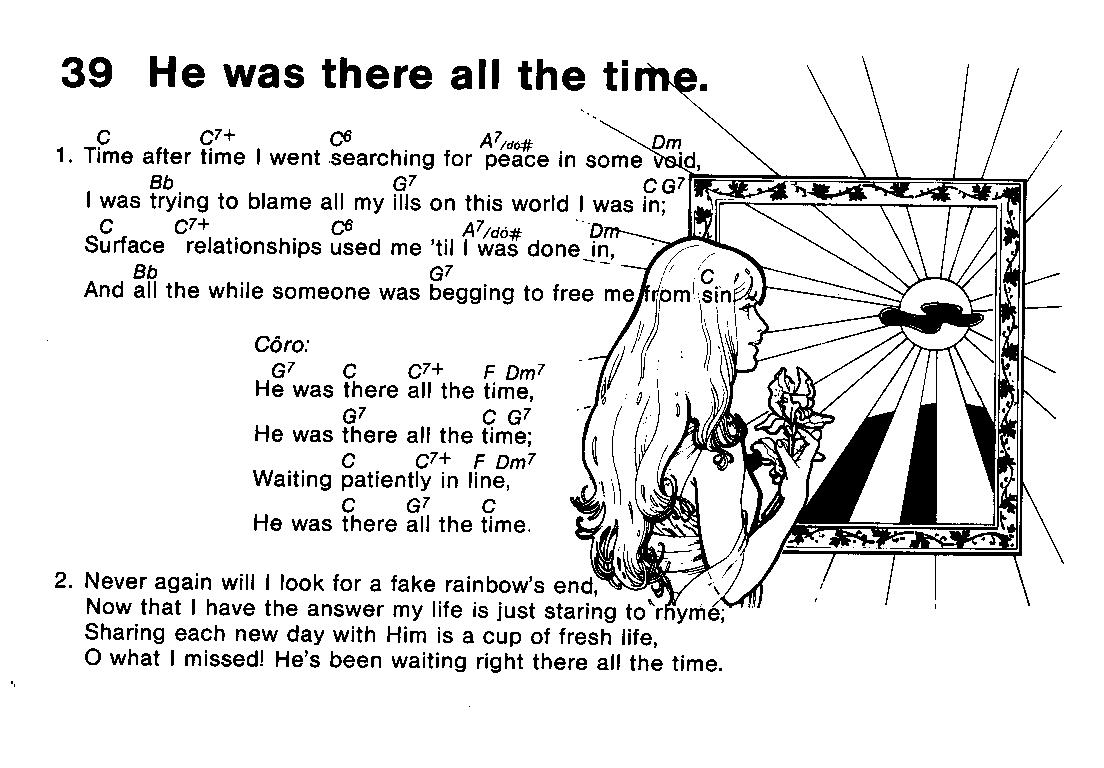 39 He was there all the time.
C C7+ C6 A7/dó# Dm
1. Time after time I went searching for peace in some void,
Bb G7 C G7
I was trying to blame all my ills on this world I was in;
C C7+ C6 A7/dó# Dm
Surface relationships used me 'til I was done in,
Bb G7 C
And all the while someone was begging to free me from sin.
Côro:
G7 C C7+ F Dm7
He was there all the time,
G7 C G7
He was there all the time;
C C7+ F Dm7
Waiting patiently in line,
C G7 C
He was there all the time.
2. Never again will I look for a fake rainbow's end,
Now that I have the answer my life is just staring to rhyme;
Sharing each new day with Him is a cup of fresh life,
O what I missed! He's been waiting right there all the time.